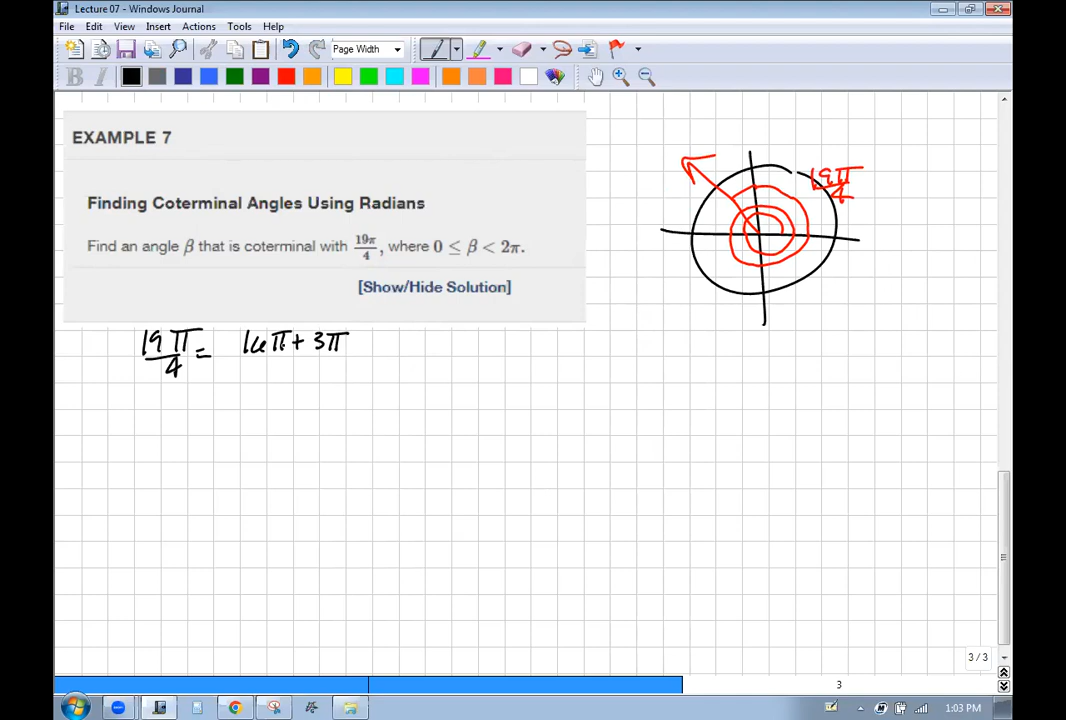 Lecture 07 - Windows Journal
File Edit View Insert Actions Tools Help
Page Width
B I
EXAMPLE 7
Finding Coterminal Angles Using Radians
Find an angle β that is coterminal with 19π/4, where 0 ≤ β < 2π.
[Show/Hide Solution]
19π/4
19π/4 = 16π + 3π
3 / 3
3
1:03 PM